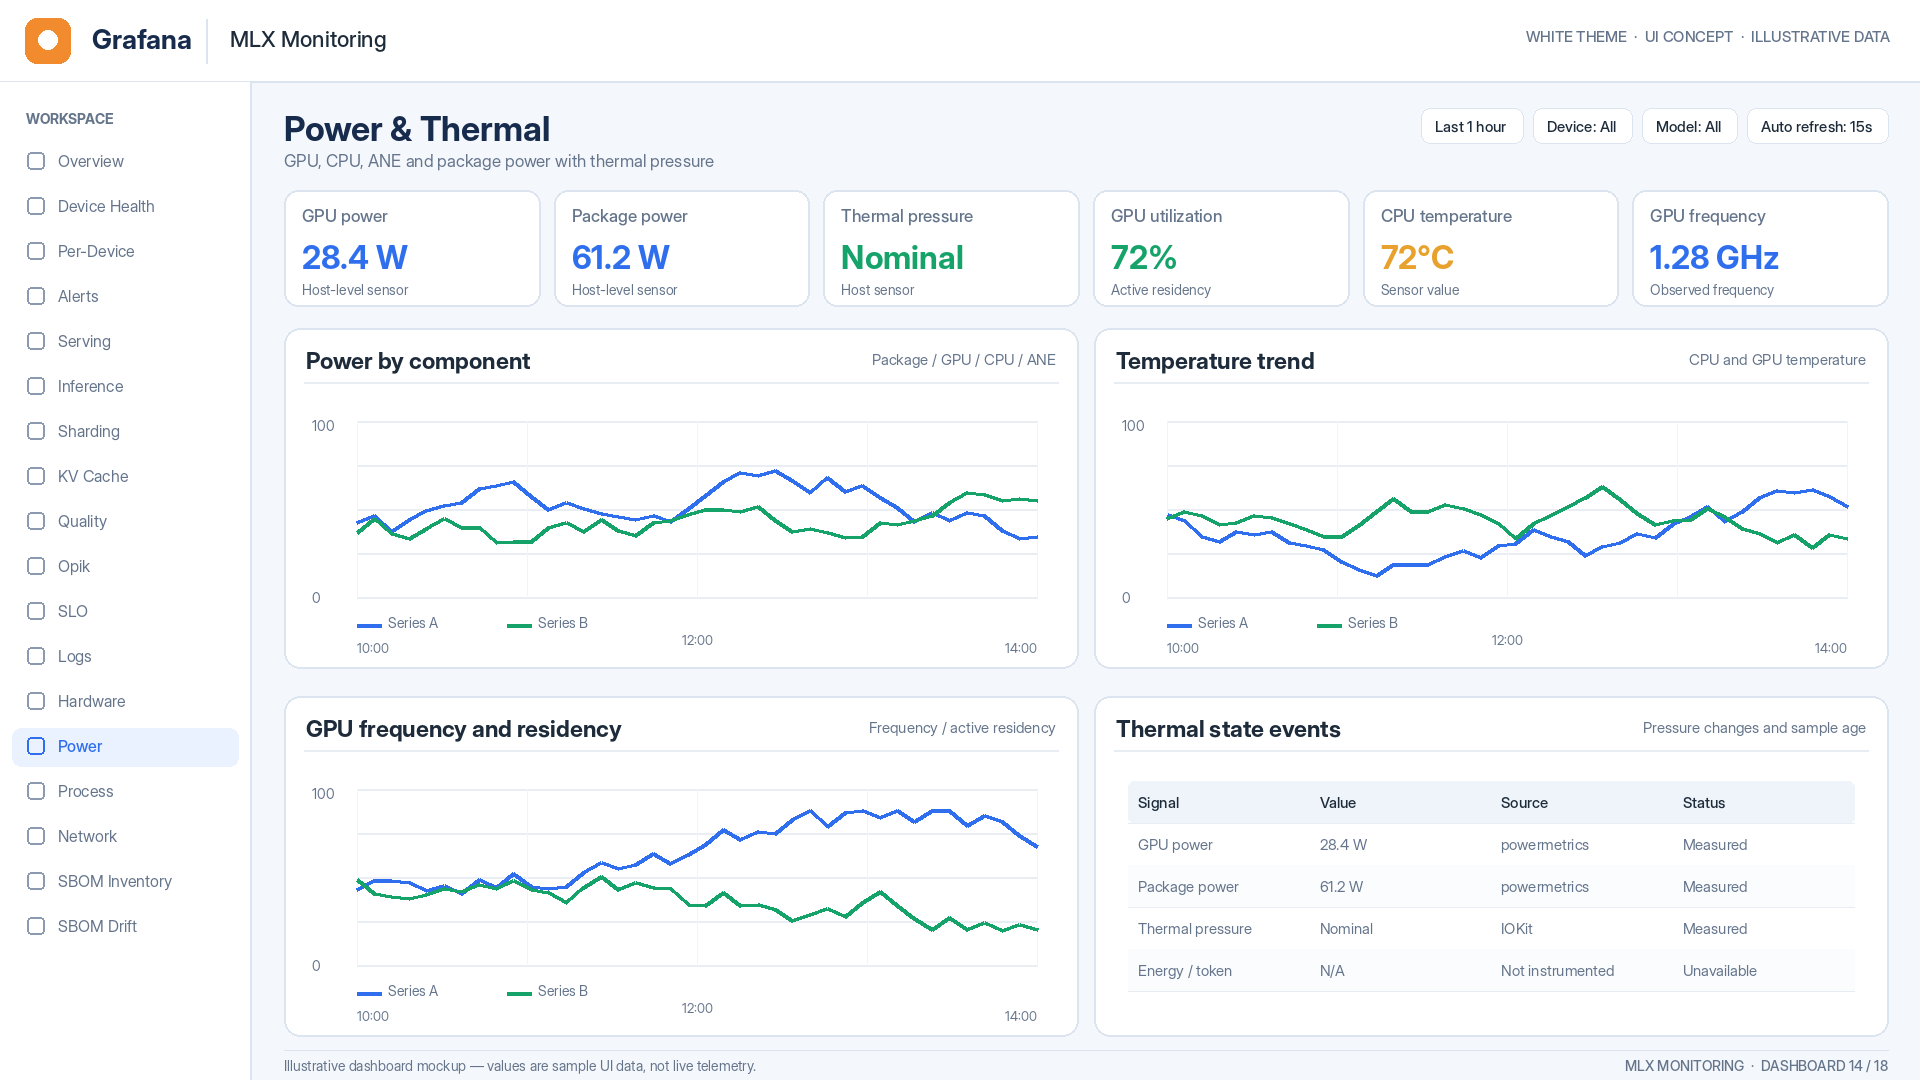 Grafana
MLX Monitoring
WHITE THEME · UI CONCEPT · ILLUSTRATIVE DATA
WORKSPACE
Overview
Device Health
Per-Device
Alerts
Serving
Inference
Sharding
KV Cache
Quality
Opik
SLO
Logs
Hardware
Power
Process
Network
SBOM Inventory
SBOM Drift
Power & Thermal
GPU, CPU, ANE and package power with thermal pressure
Last 1 hour
Device: All
Model: All
Auto refresh: 15s
GPU power
28.4 W
Host-level sensor
Package power
61.2 W
Host-level sensor
Thermal pressure
Nominal
Host sensor
GPU utilization
72%
Active residency
CPU temperature
72°C
Sensor value
GPU frequency
1.28 GHz
Observed frequency
Power by component
Package / GPU / CPU / ANE
100
0
Series A
Series B
10:00
12:00
14:00
Temperature trend
CPU and GPU temperature
100
0
Series A
Series B
10:00
12:00
14:00
GPU frequency and residency
Frequency / active residency
100
0
Series A
Series B
10:00
12:00
14:00
Thermal state events
Pressure changes and sample age
Signal Value Source Status
GPU power 28.4 W powermetrics Measured
Package power 61.2 W powermetrics Measured
Thermal pressure Nominal IOKit Measured
Energy / token N/A Not instrumented Unavailable
Illustrative dashboard mockup — values are sample UI data, not live telemetry.
MLX MONITORING · DASHBOARD 14 / 18